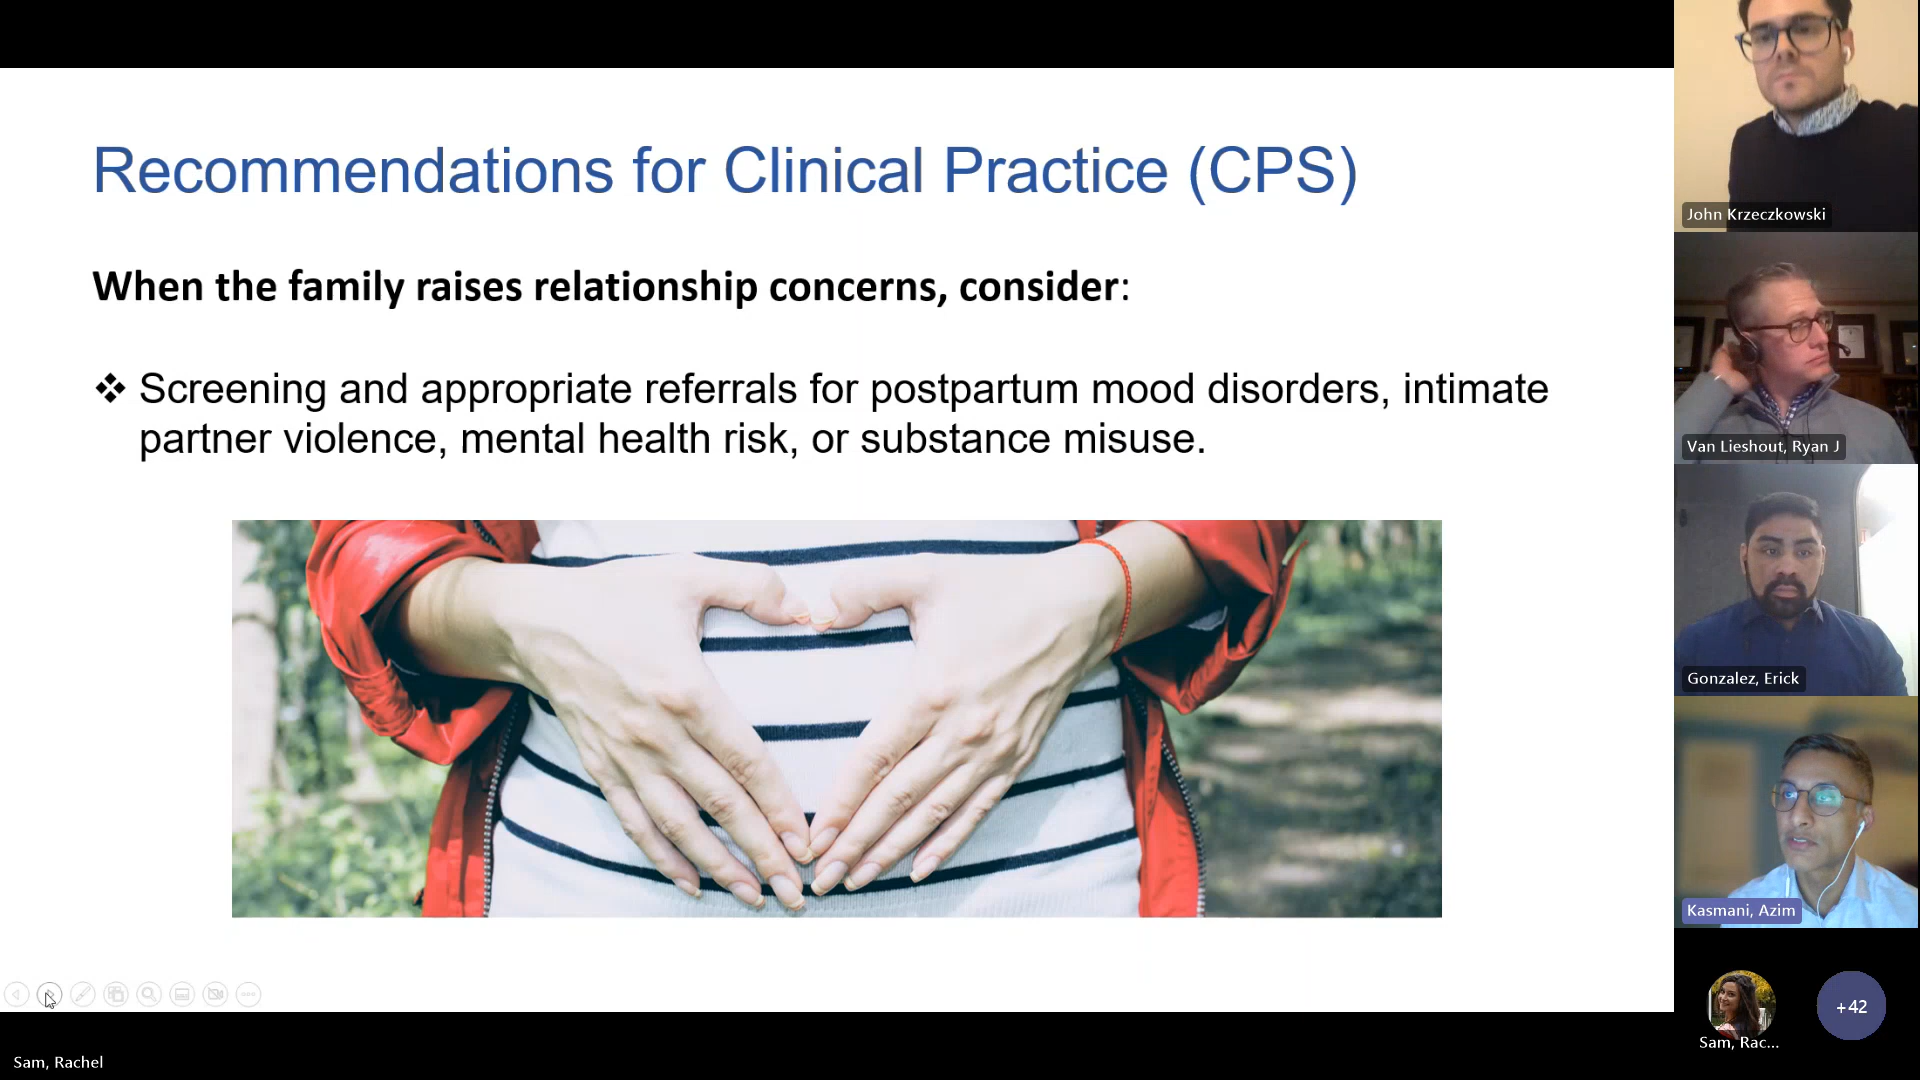 Recommendations for Clinical Practice (CPS)
When the family raises relationship concerns, consider:
❖ Screening and appropriate referrals for postpartum mood disorders, intimate
partner violence, mental health risk, or substance misuse.
John Krzeczkowski
Van Lieshout, Ryan J
Gonzalez, Erick
Kasmani, Azim
Sam, Rac...
+42
Sam, Rachel